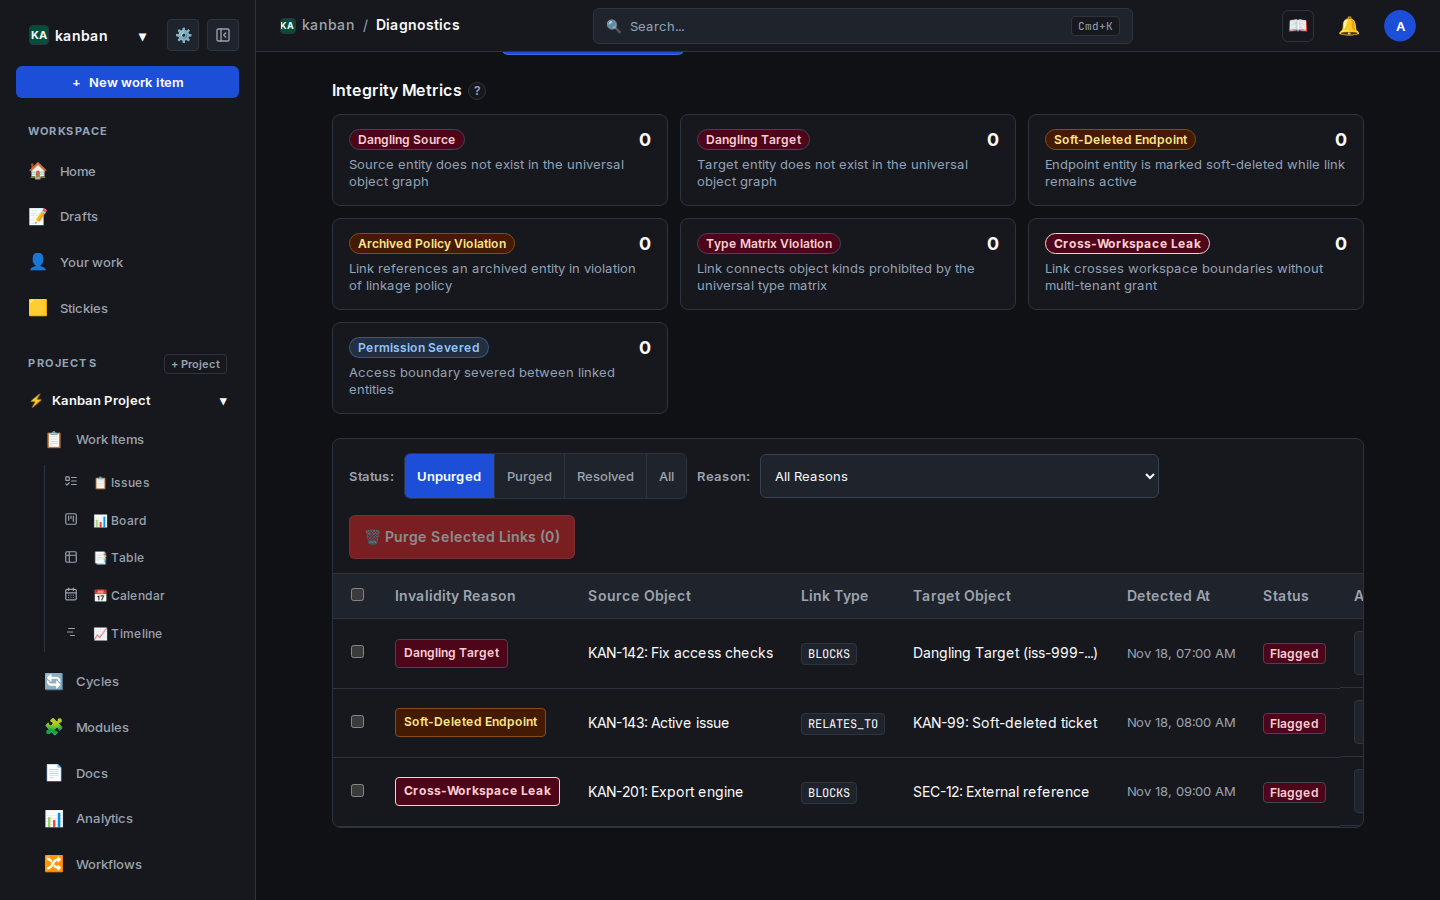 KA kanban ▾
+ New work item
WORKSPACE
Home
Drafts
Your work
Stickies
PROJECTS + Project
Kanban Project ▾
Work Items
Issues
Board
Table
Calendar
Timeline
Cycles
Modules
Docs
Analytics
Workflows
KA kanban / Diagnostics
Search... Cmd+K
A
Integrity Metrics ?
Dangling Source 0
Source entity does not exist in the universal
object graph
Dangling Target 0
Target entity does not exist in the universal
object graph
Soft-Deleted Endpoint 0
Endpoint entity is marked soft-deleted while link
remains active
Archived Policy Violation 0
Link references an archived entity in violation
of linkage policy
Type Matrix Violation 0
Link connects object kinds prohibited by the
universal type matrix
Cross-Workspace Leak 0
Link crosses workspace boundaries without
multi-tenant grant
Permission Severed 0
Access boundary severed between linked
entities
Status: Unpurged Purged Resolved All Reason: All Reasons
Purge Selected Links (0)
Invalidity Reason Source Object Link Type Target Object Detected At Status
Dangling Target KAN-142: Fix access checks BLOCKS Dangling Target (iss-999-...) Nov 18, 07:00 AM Flagged
Soft-Deleted Endpoint KAN-143: Active issue RELATES_TO KAN-99: Soft-deleted ticket Nov 18, 08:00 AM Flagged
Cross-Workspace Leak KAN-201: Export engine BLOCKS SEC-12: External reference Nov 18, 09:00 AM Flagged